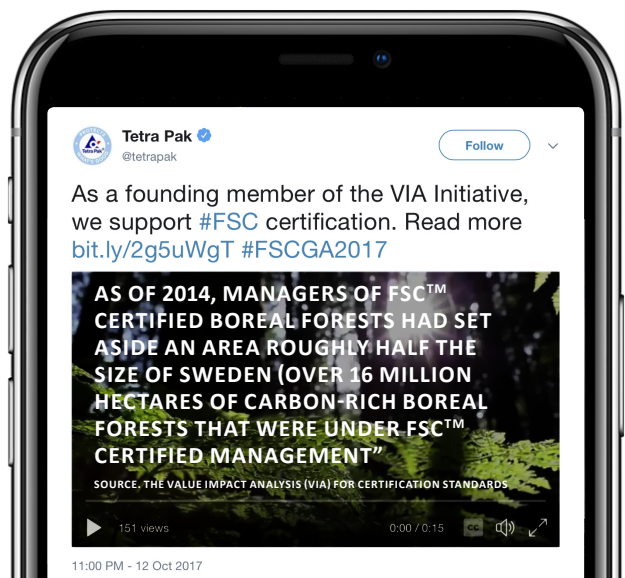 Tetra Pak
@tetrapak
Follow
As a founding member of the VIA Initiative,
we support #FSC certification. Read more
bit.ly/2g5uWgT #FSCGA2017
AS OF 2014, MANAGERS OF FSC™
CERTIFIED BOREAL FORESTS HAD SET
ASIDE AN AREA ROUGHLY HALF THE
SIZE OF SWEDEN (OVER 16 MILLION
HECTARES OF CARBON-RICH BOREAL
FORESTS THAT WERE UNDER FSC™
CERTIFIED MANAGEMENT”
SOURCE. THE VALUE IMPACT ANALYSIS (VIA) FOR CERTIFICATION STANDARDS
151 views
0:00 / 0:15
CC
11:00 PM - 12 Oct 2017